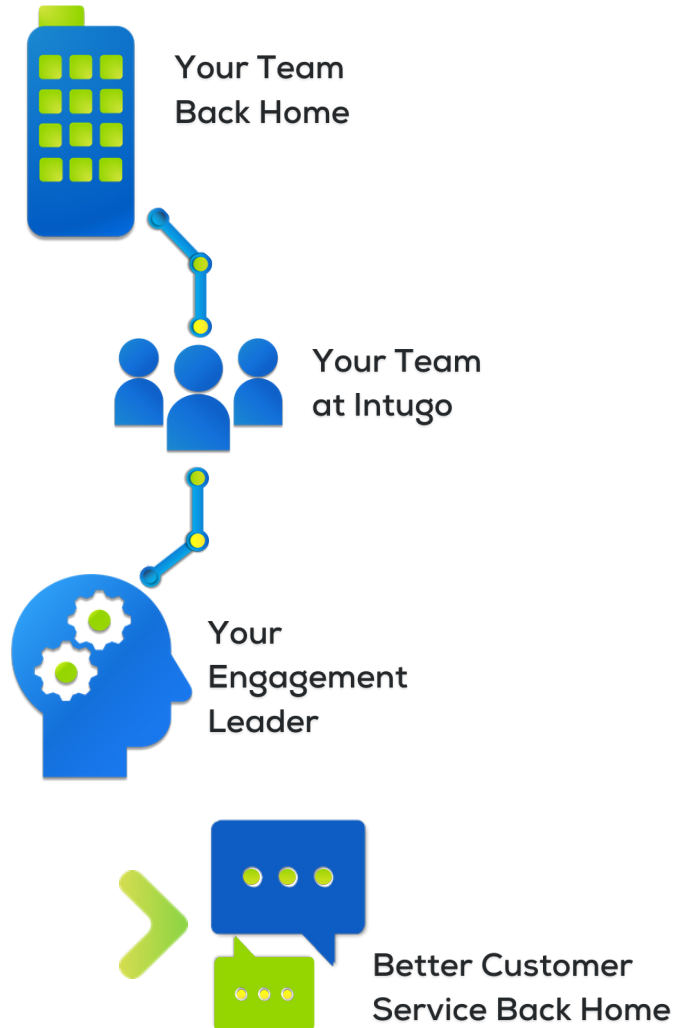 Your Team
Back Home
Your Team
at Intugo
Your
Engagement
Leader
Better Customer
Service Back Home